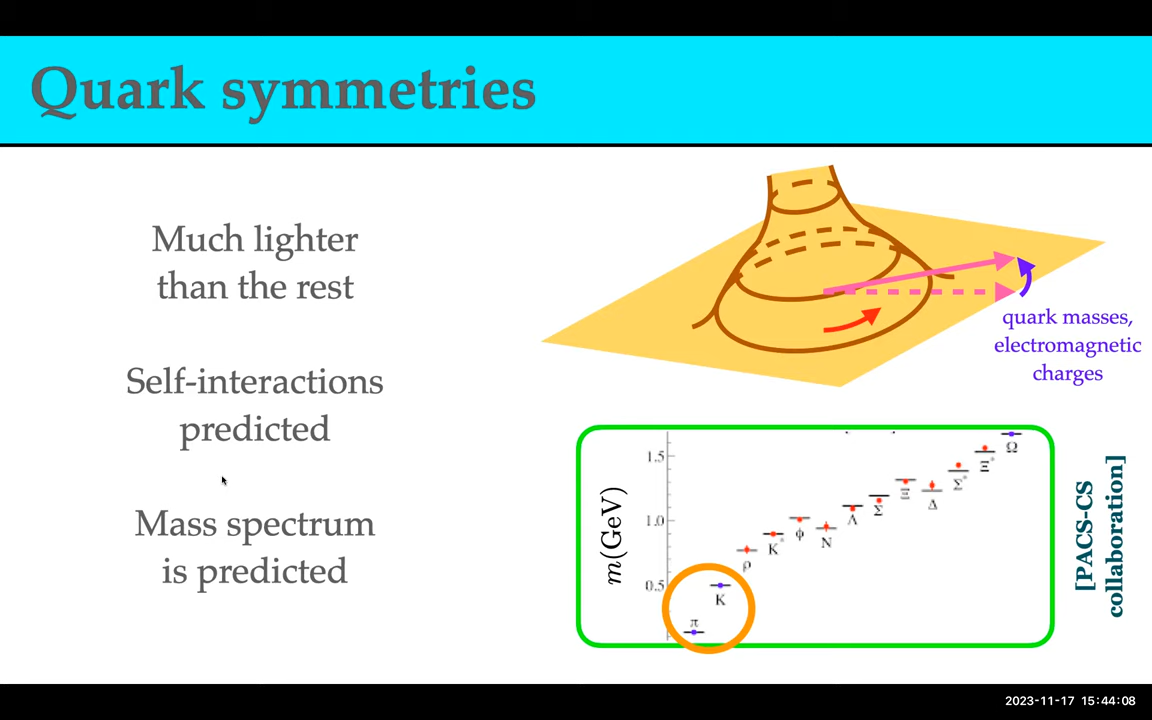 Quark symmetries
Much lighter
than the rest
Self-interactions
predicted
Mass spectrum
is predicted
quark masses,
electromagnetic
charges
m(GeV)
1.5
1.0
0.5
π
K
ρ
K*
ϕ
N
Λ
Σ
Ξ
Δ
Σ*
Ξ*
Ω
[PACS-CS
collaboration]
2023-11-17 15:44:08